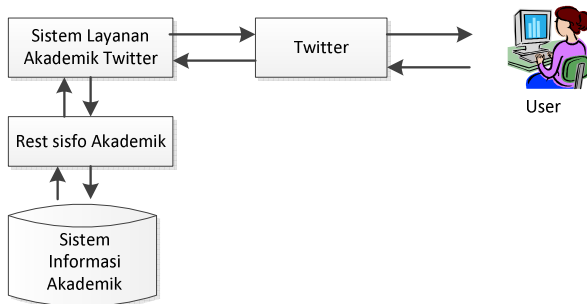 Sistem Layanan
Akademik Twitter
Twitter
User
Rest sisfo Akademik
Sistem
Informasi
Akademik